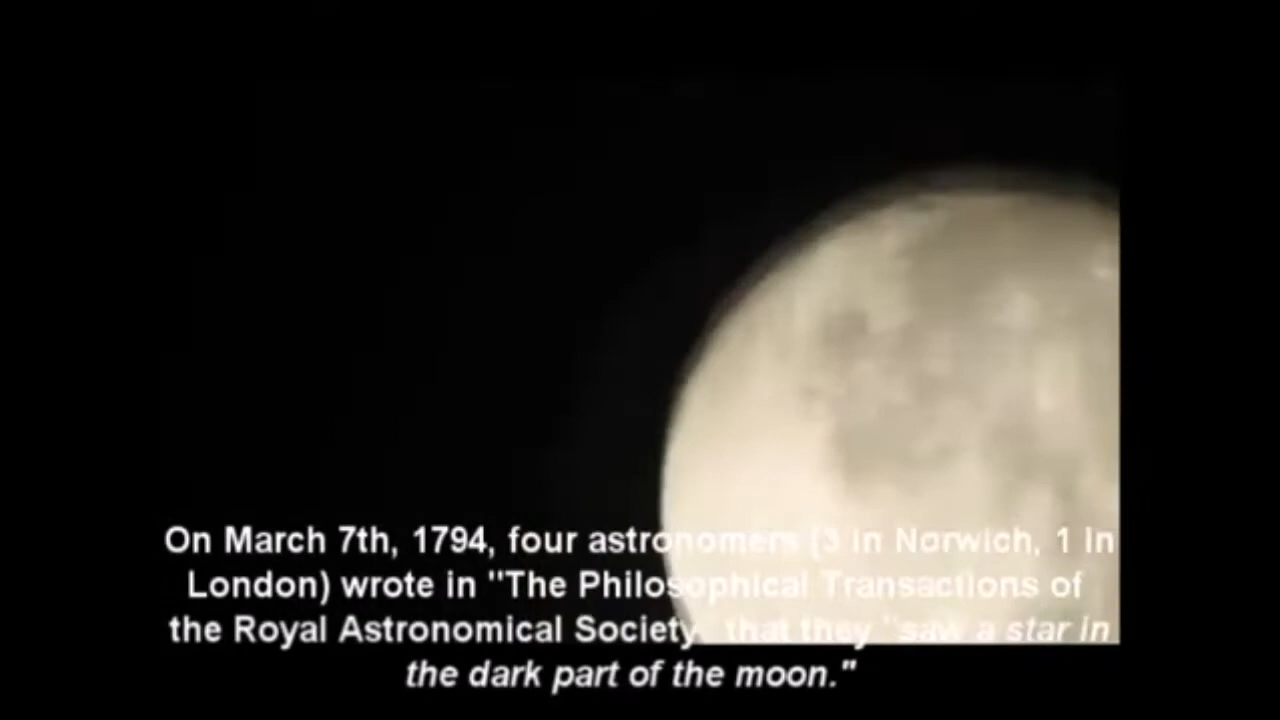 On March 7th, 1794, four astronomers (3 in Norwich, 1 in
London) wrote in "The Philosophical Transactions of
the Royal Astronomical Society" that they "saw a star in
the dark part of the moon."